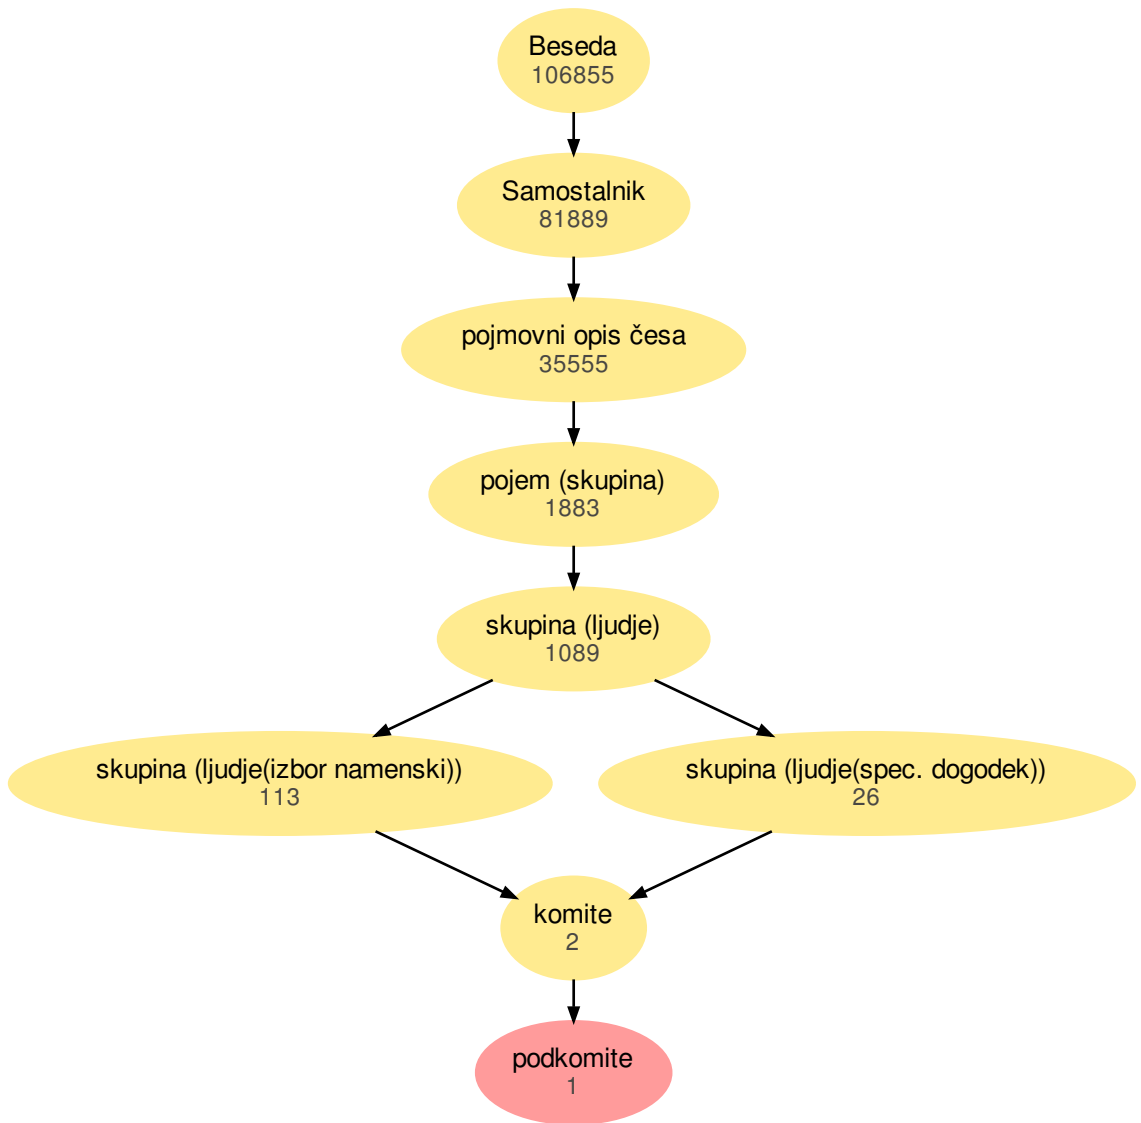 Beseda
106855
Samostalnik
81889
pojmovni opis česa
35555
pojem (skupina)
1883
skupina (ljudje)
1089
skupina (ljudje(izbor namenski))
113
skupina (ljudje(spec. dogodek))
26
komite
2
podkomite
1